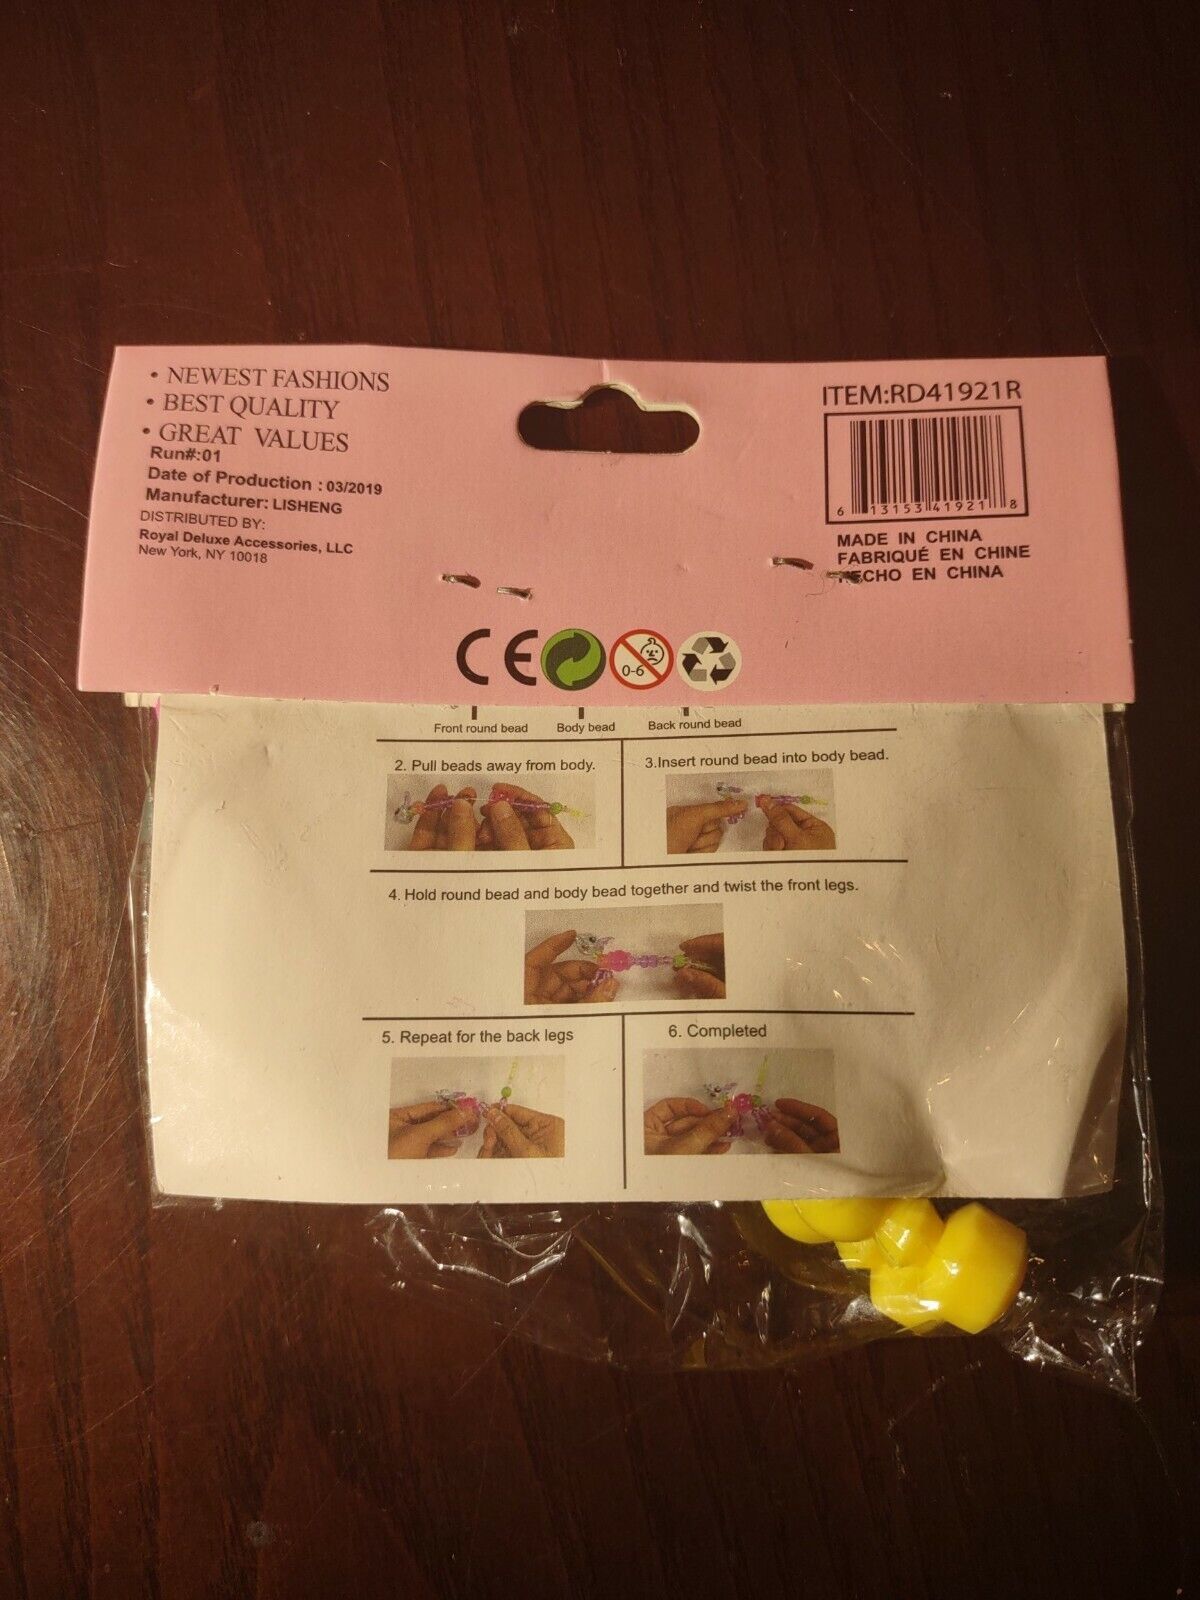 • NEWEST FASHIONS
• BEST QUALITY
• GREAT VALUES
Run#:01
Date of Production : 03/2019
Manufacturer: LISHENG
DISTRIBUTED BY:
Royal Deluxe Accessories, LLC
New York, NY 10018
ITEM:RD41921R
6 13153 41921 8
MADE IN CHINA
FABRIQUÉ EN CHINE
HECHO EN CHINA
CE
0-6
Front round bead
Body bead
Back round bead
2. Pull beads away from body.
3.Insert round bead into body bead.
4. Hold round bead and body bead together and twist the front legs.
5. Repeat for the back legs
6. Completed